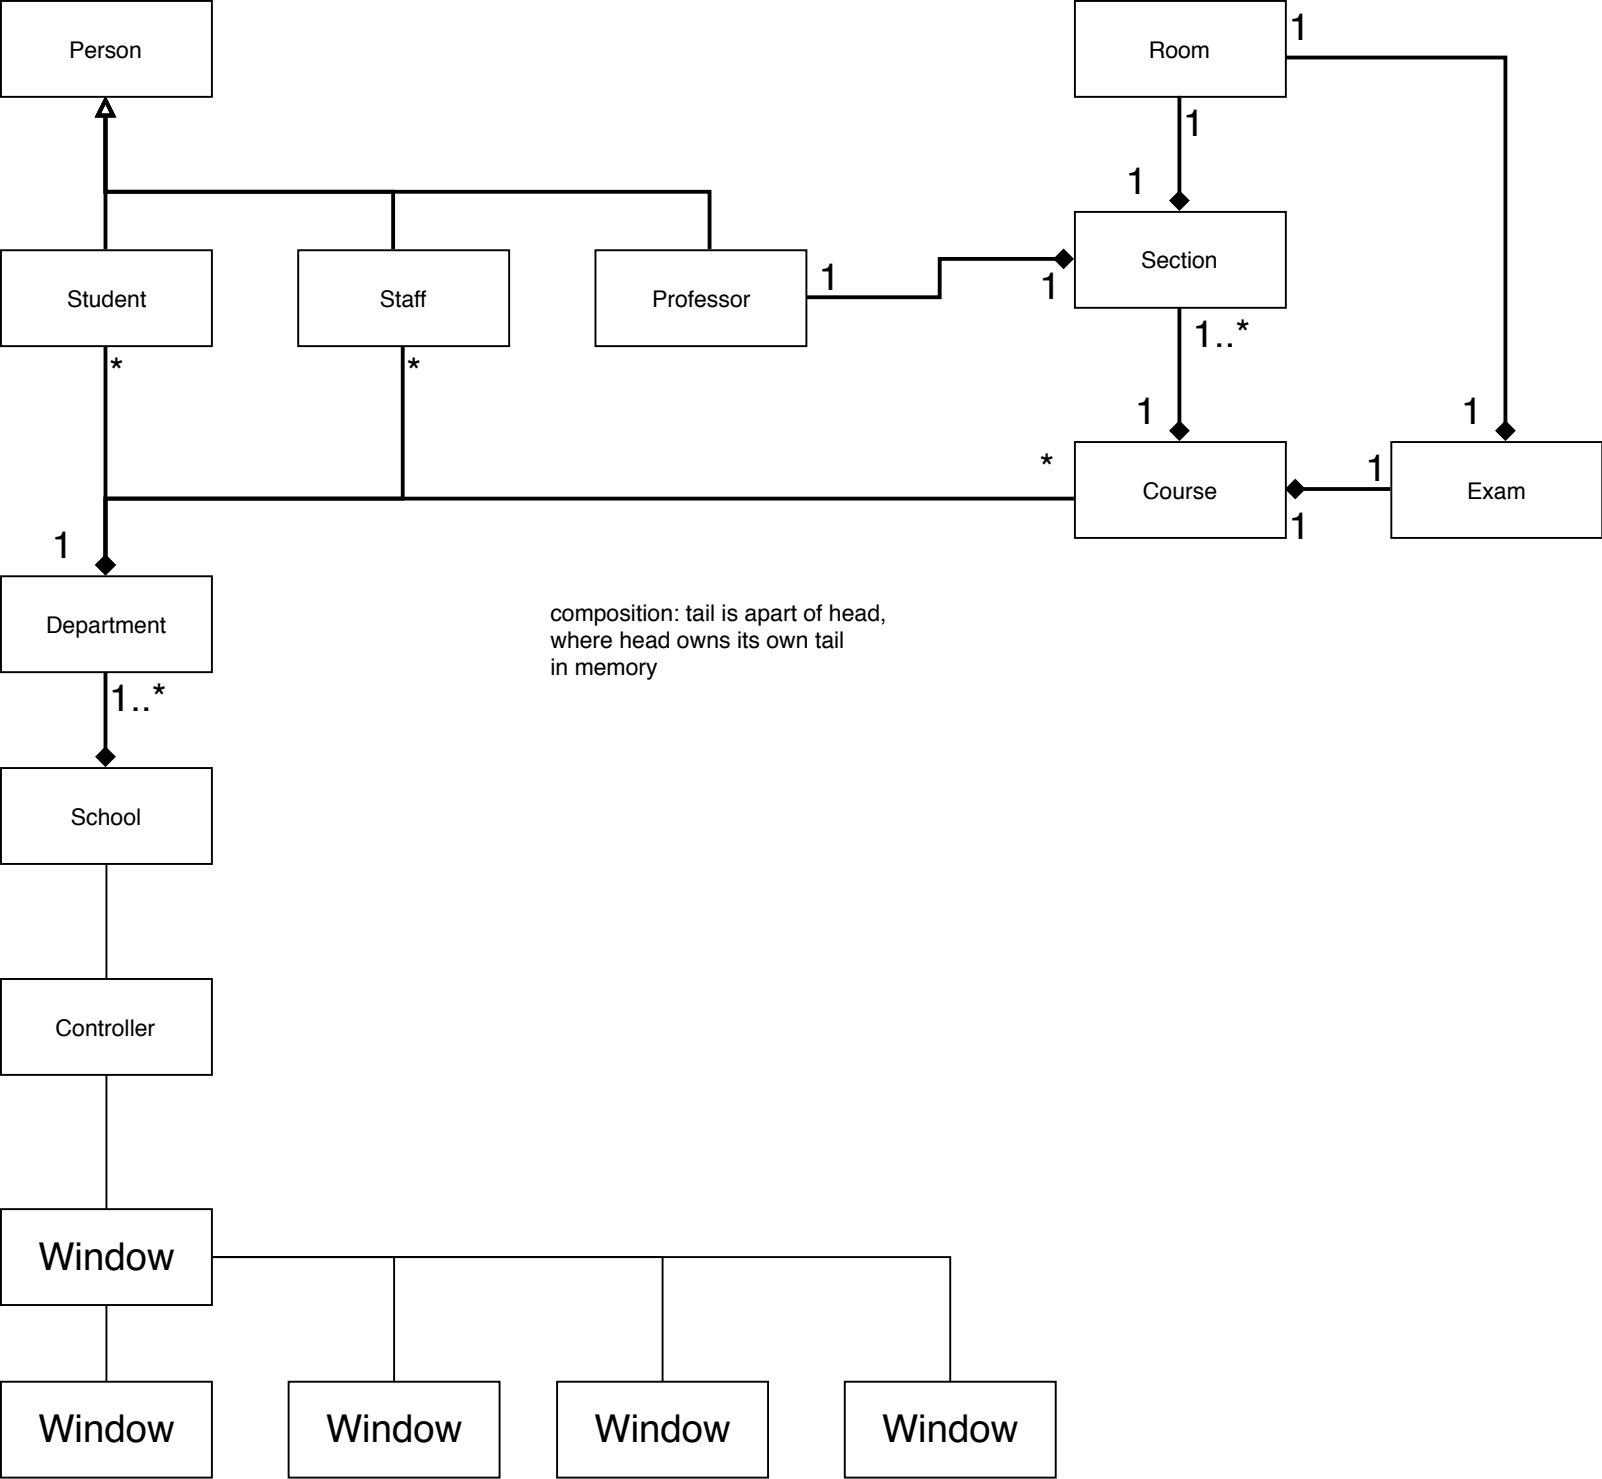 Person
Room
1
1
1
Student
Staff
Professor
1
1
Section
*
*
1..*
1
1
*
Course
1
1
Exam
1
Department
composition: tail is apart of head,
where head owns its own tail
in memory
1..*
School
Controller
Window
Window
Window
Window
Window